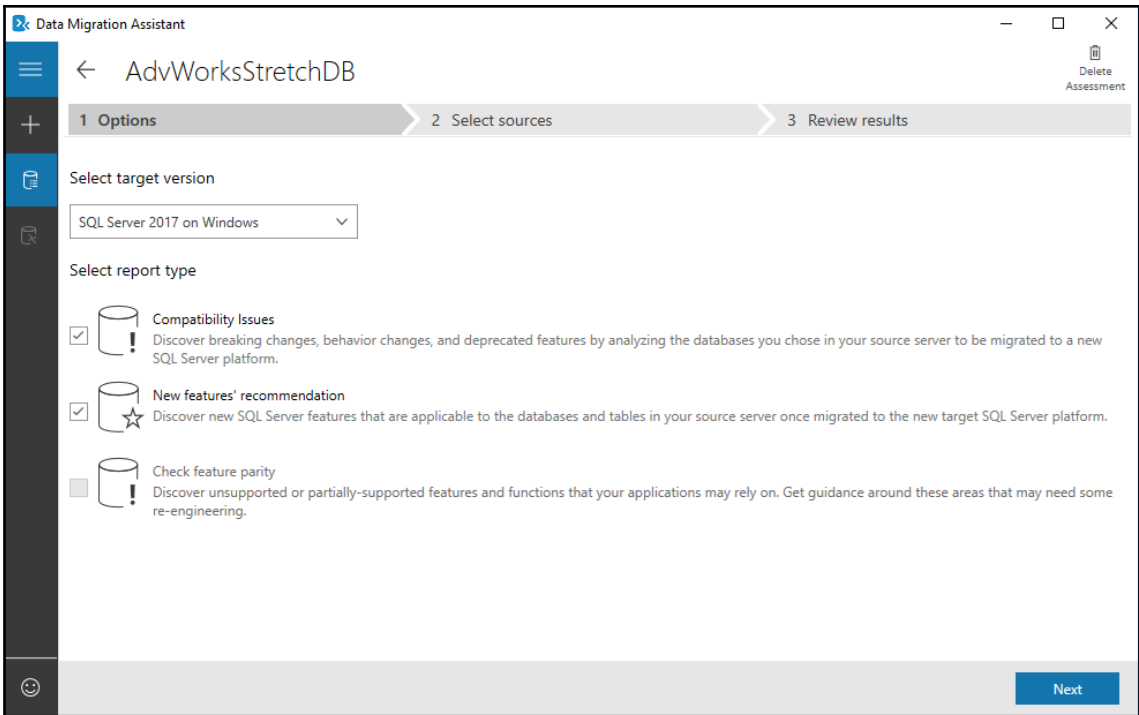 Data Migration Assistant
AdvWorksStretchDB
Delete
Assessment
1 Options
2 Select sources
3 Review results
Select target version
SQL Server 2017 on Windows
Select report type
Compatibility Issues
Discover breaking changes, behavior changes, and deprecated features by analyzing the databases you chose in your source server to be migrated to a new
SQL Server platform.
New features' recommendation
Discover new SQL Server features that are applicable to the databases and tables in your source server once migrated to the new target SQL Server platform.
Check feature parity
Discover unsupported or partially-supported features and functions that your applications may rely on. Get guidance around these areas that may need some
re-engineering.
Next